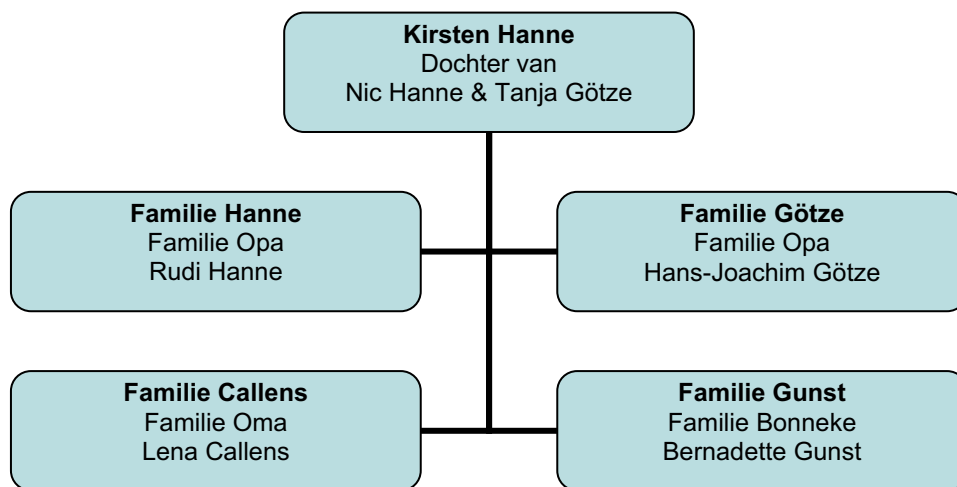 Kirsten Hanne
Dochter van
Nic Hanne & Tanja Götze
Familie Hanne
Familie Opa
Rudi Hanne
Familie Götze
Familie Opa
Hans-Joachim Götze
Familie Callens
Familie Oma
Lena Callens
Familie Gunst
Familie Bonneke
Bernadette Gunst